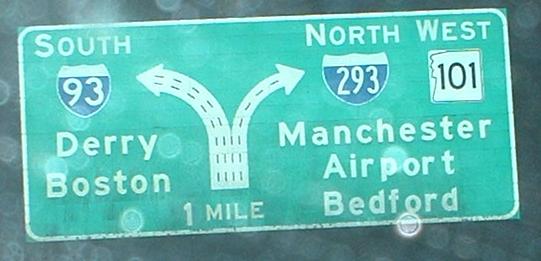 SOUTH
93
Derry
Boston
NORTH WEST
293 101
Manchester
Airport
Bedford
1 MILE